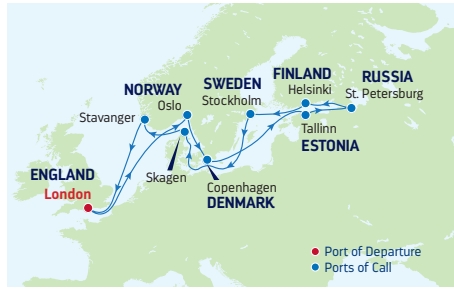 NORWAY
Oslo
SWEDEN
Stockholm
FINLAND
Helsinki
RUSSIA
St. Petersburg
Stavanger
Tallinn
ESTONIA
ENGLAND
London
Skagen
Copenhagen
DENMARK
Port of Departure
Ports of Call